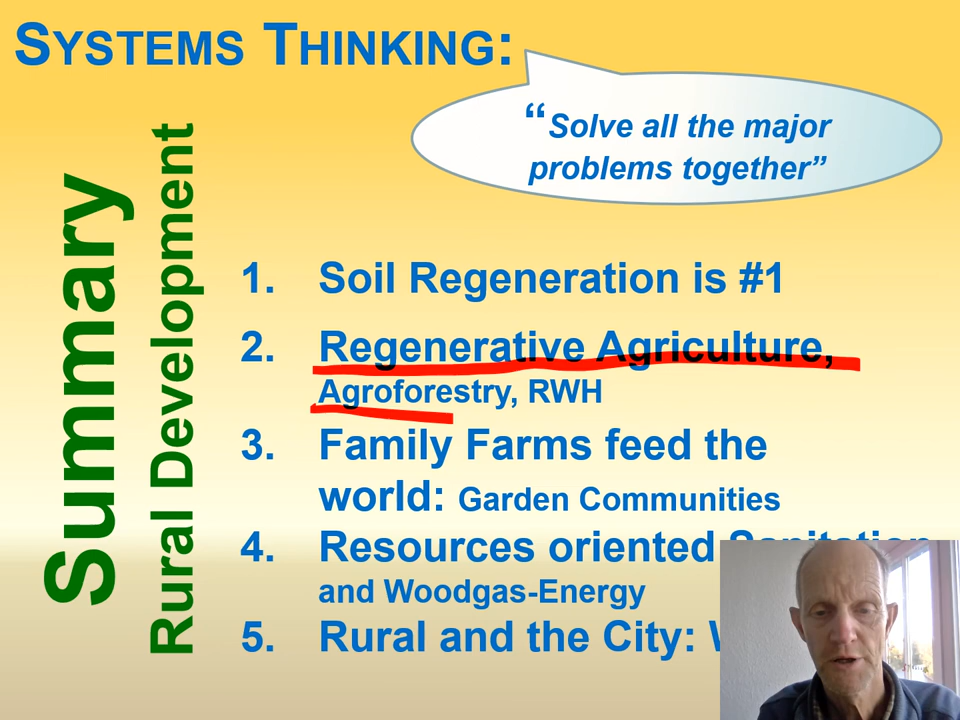 SYSTEMS THINKING:
“Solve all the major
problems together”
Summary
Rural Development
1. Soil Regeneration is #1
2. Regenerative Agriculture,
Agroforestry, RWH
3. Family Farms feed the
world: Garden Communities
4. Resources oriented Sanitation
and Woodgas-Energy
5. Rural and the City: